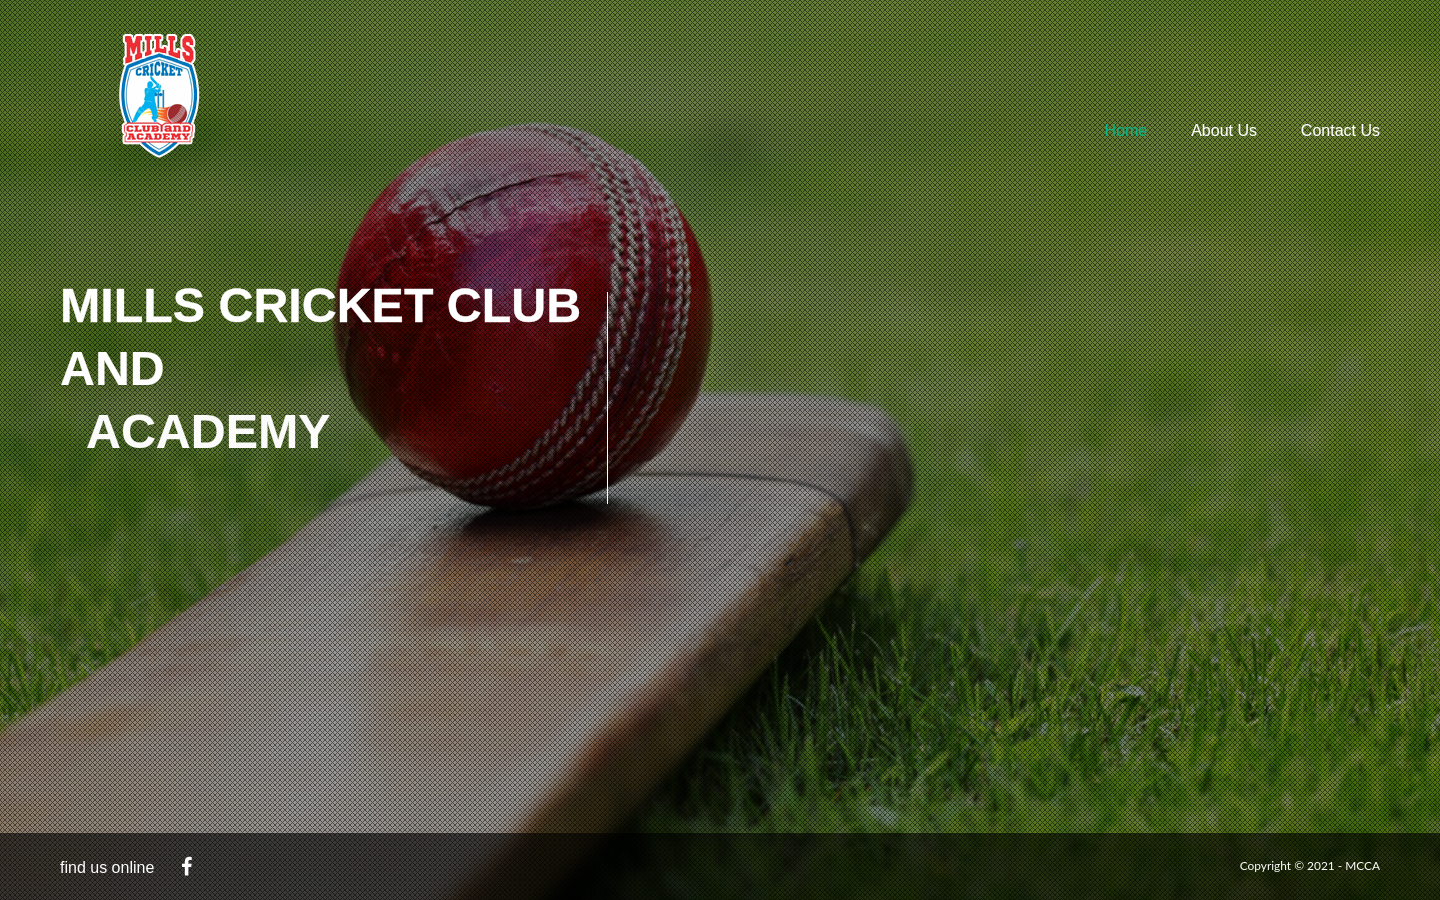 MILLS
CRICKET
CLUB and
ACADEMY
Home
About Us
Contact Us
MILLS CRICKET CLUB
AND
ACADEMY
find us online
Copyright © 2021 - MCCA